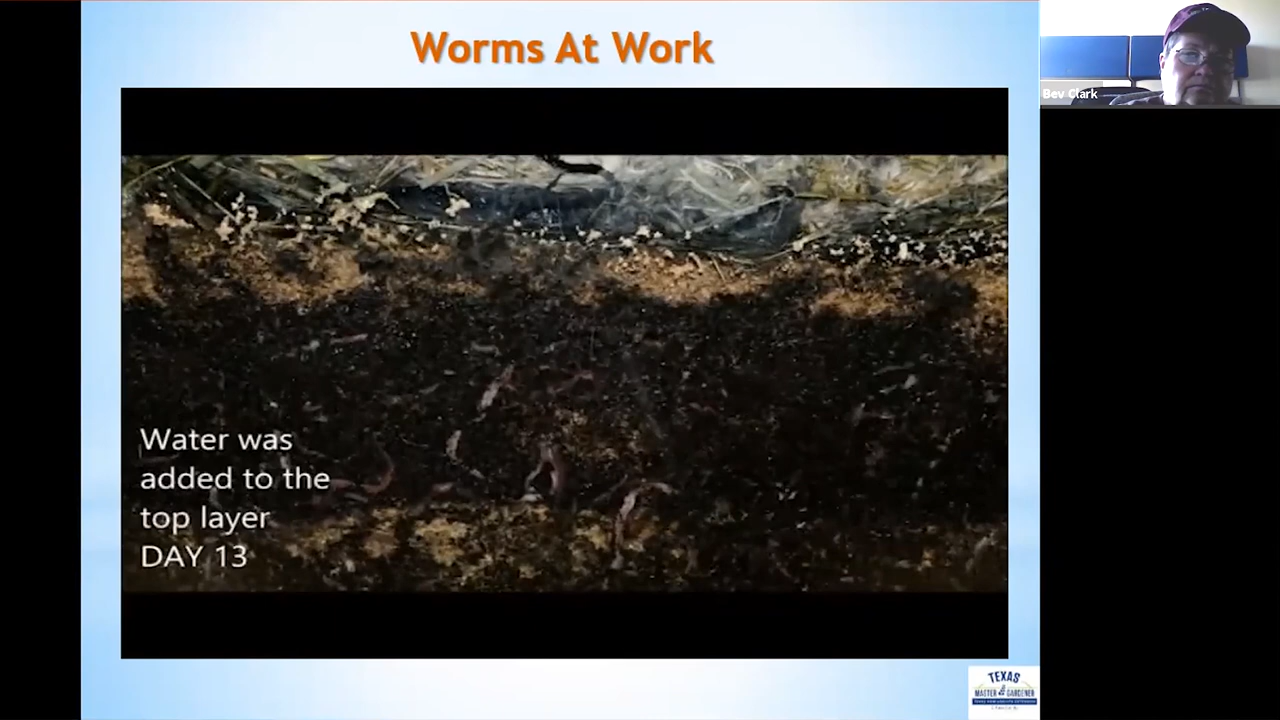 Worms At Work
Bev Clark
Water was
added to the
top layer
DAY 13
TEXAS
MASTER GARDENER